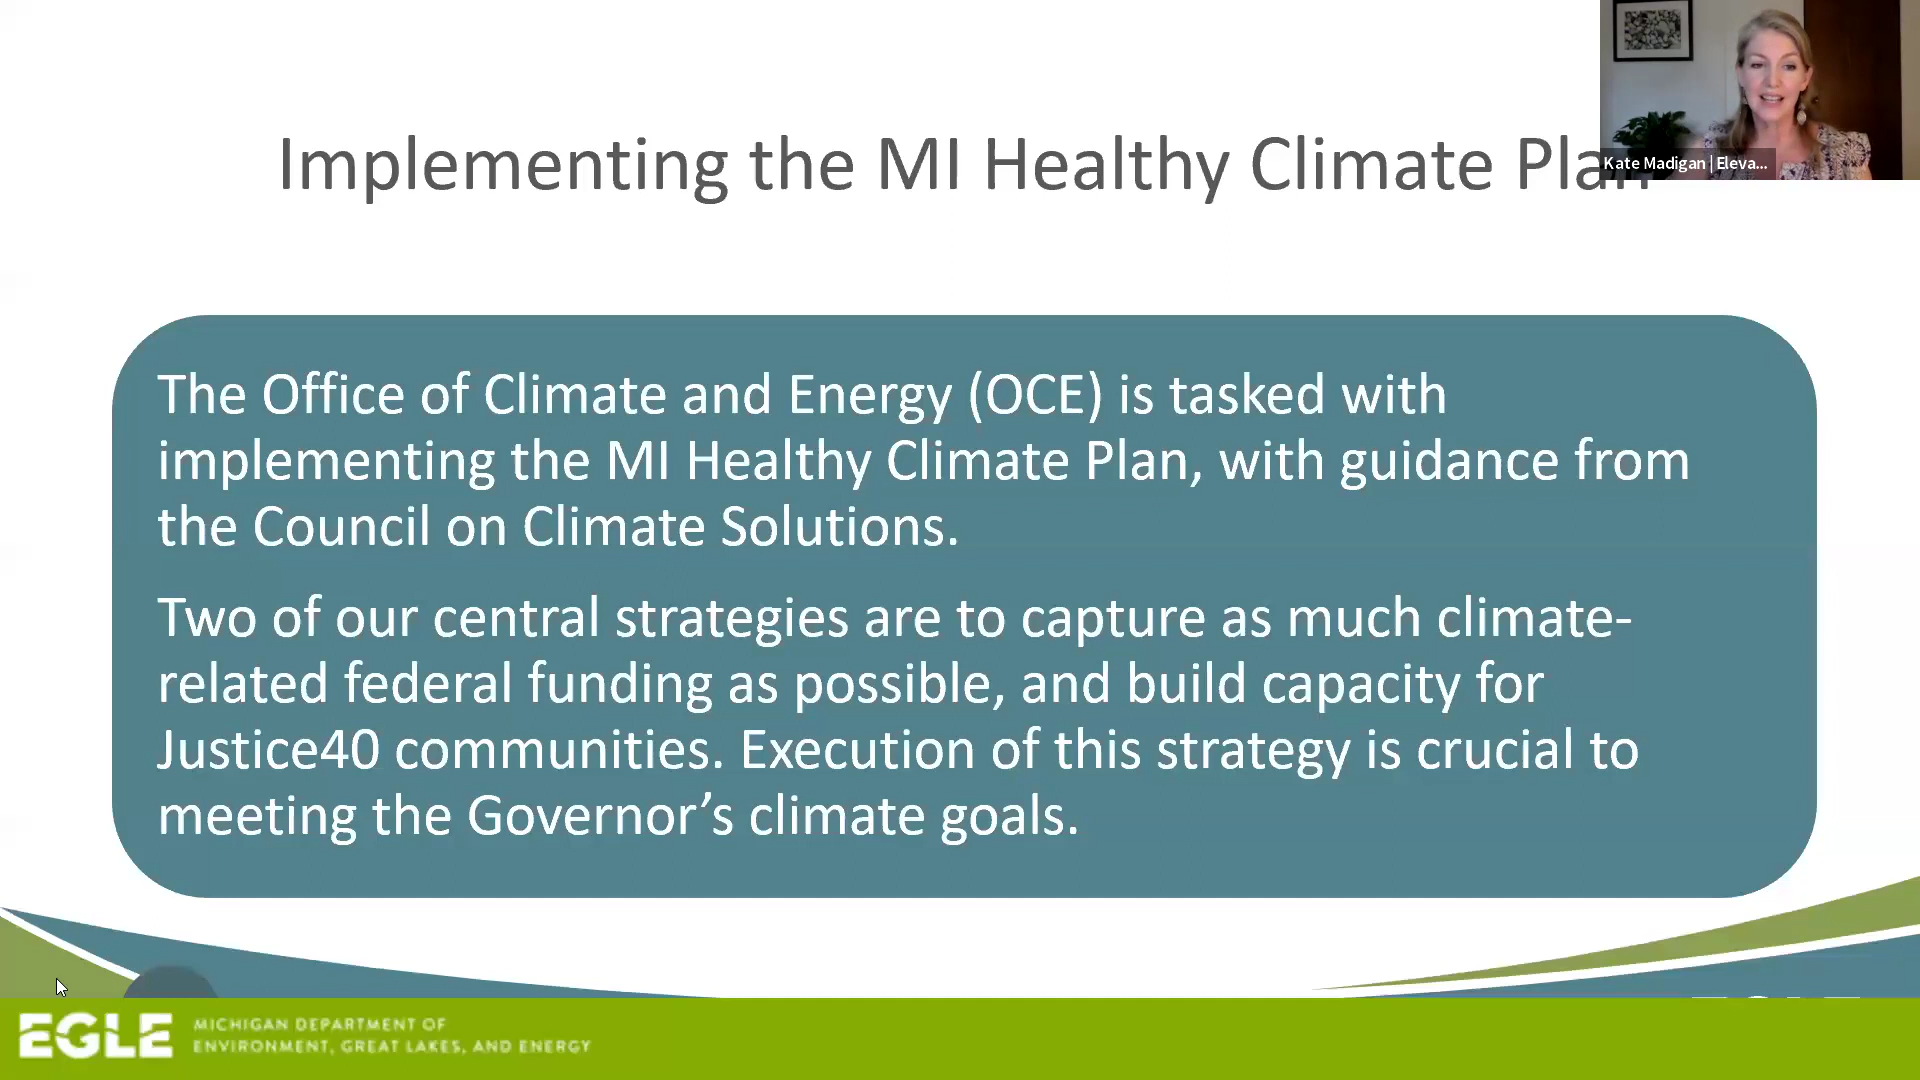 Implementing the MI Healthy Climate Plan
Kate Madigan | Eleva...
The Office of Climate and Energy (OCE) is tasked with
implementing the MI Healthy Climate Plan, with guidance from
the Council on Climate Solutions.
Two of our central strategies are to capture as much climate-
related federal funding as possible, and build capacity for
Justice40 communities. Execution of this strategy is crucial to
meeting the Governor’s climate goals.
EGLE
MICHIGAN DEPARTMENT OF
ENVIRONMENT, GREAT LAKES, AND ENERGY